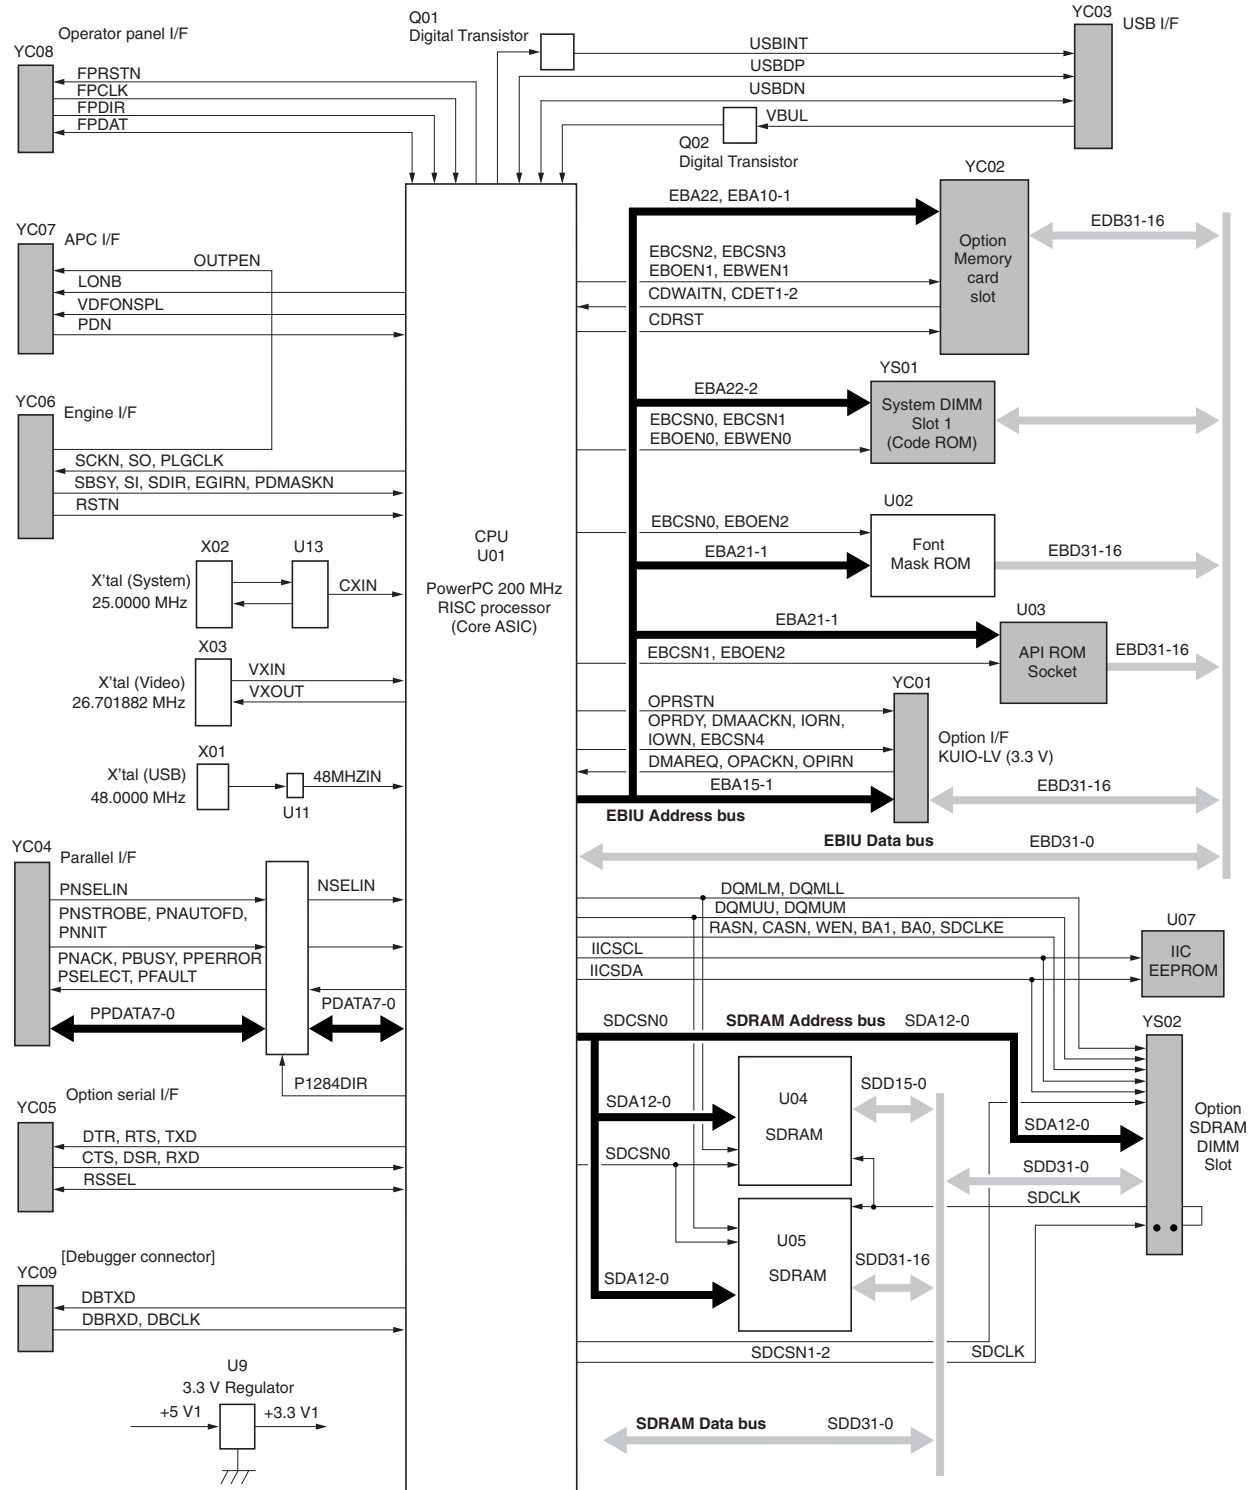 YC08
Operator panel I/F
FPRSTN
FPCLK
FPDIR
FPDAT
Q01
Digital Transistor
YC03
USB I/F
USBINT
USBDP
USBDN
VBUL
Q02
Digital Transistor
YC07
APC I/F
OUTPEN
LONB
VDFONSPL
PDN
YC06
Engine I/F
SCKN, SO, PLGCLK
SBSY, SI, SDIR, EGIRN, PDMASKN
RSTN
X02
U13
X'tal (System)
25.0000 MHz
CXIN
X03
X'tal (Video)
26.701882 MHz
VXIN
VXOUT
X01
X'tal (USB)
48.0000 MHz
48MHZIN
U11
YC04
Parallel I/F
PNSELIN
NSELIN
PNSTROBE, PNAUTOFD,
PNNIT
PNACK, PBUSY, PPERROR
PSELECT, PFAULT
PPDATA7-0
PDATA7-0
P1284DIR
Option serial I/F
YC05
DTR, RTS, TXD
CTS, DSR, RXD
RSSEL
[Debugger connector]
YC09
DBTXD
DBRXD, DBCLK
U9
3.3 V Regulator
+5 V1
+3.3 V1
CPU
U01
PowerPC 200 MHz
RISC processor
(Core ASIC)
YC02
EBA22, EBA10-1
Option
Memory
card
slot
EDB31-16
EBCSN2, EBCSN3
EBOEN1, EBWEN1
CDWAITN, CDET1-2
CDRST
YS01
EBA22-2
System DIMM
Slot 1
(Code ROM)
EBCSN0, EBCSN1
EBOEN0, EBWEN0
U02
EBCSN0, EBOEN2
Font
Mask ROM
EBA21-1
EBD31-16
U03
EBA21-1
API ROM
Socket
EBD31-16
EBCSN1, EBOEN2
YC01
OPRSTN
OPRDY, DMAACKN, IORN,
IOWN, EBCSN4
DMAREQ, OPACKN, OPIRN
EBA15-1
Option I/F
KUIO-LV (3.3 V)
EBD31-16
EBIU Address bus
EBIU Data bus
EBD31-0
DQMLM, DQMLL
DQMUU, DQMUM
RASN, CASN, WEN, BA1, BA0, SDCLKE
IICSCL
IICSDA
U07
IIC
EEPROM
SDCSN0
SDRAM Address bus
SDA12-0
YS02
U04
SDRAM
SDD15-0
SDA12-0
SDCSN0
SDA12-0
Option
SDRAM
DIMM
Slot
SDD31-0
SDCLK
U05
SDRAM
SDD31-16
SDA12-0
SDCSN1-2
SDCLK
SDRAM Data bus
SDD31-0